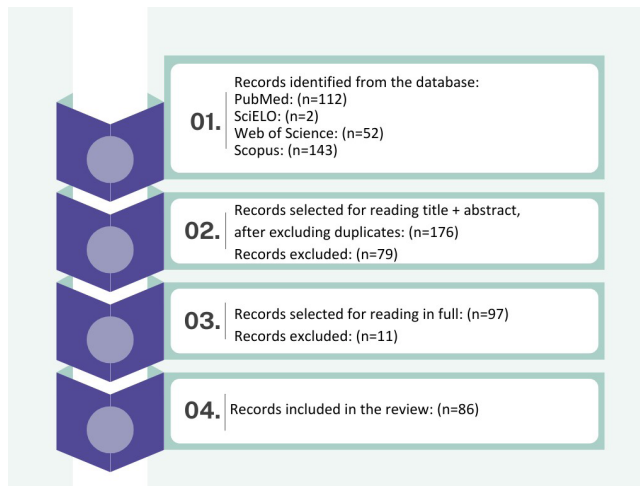 01.
Records identified from the database:
PubMed: (n=112)
SciELO: (n=2)
Web of Science: (n=52)
Scopus: (n=143)
02.
Records selected for reading title + abstract,
after excluding duplicates: (n=176)
Records excluded: (n=79)
03.
Records selected for reading in full: (n=97)
Records excluded: (n=11)
04.
Records included in the review: (n=86)